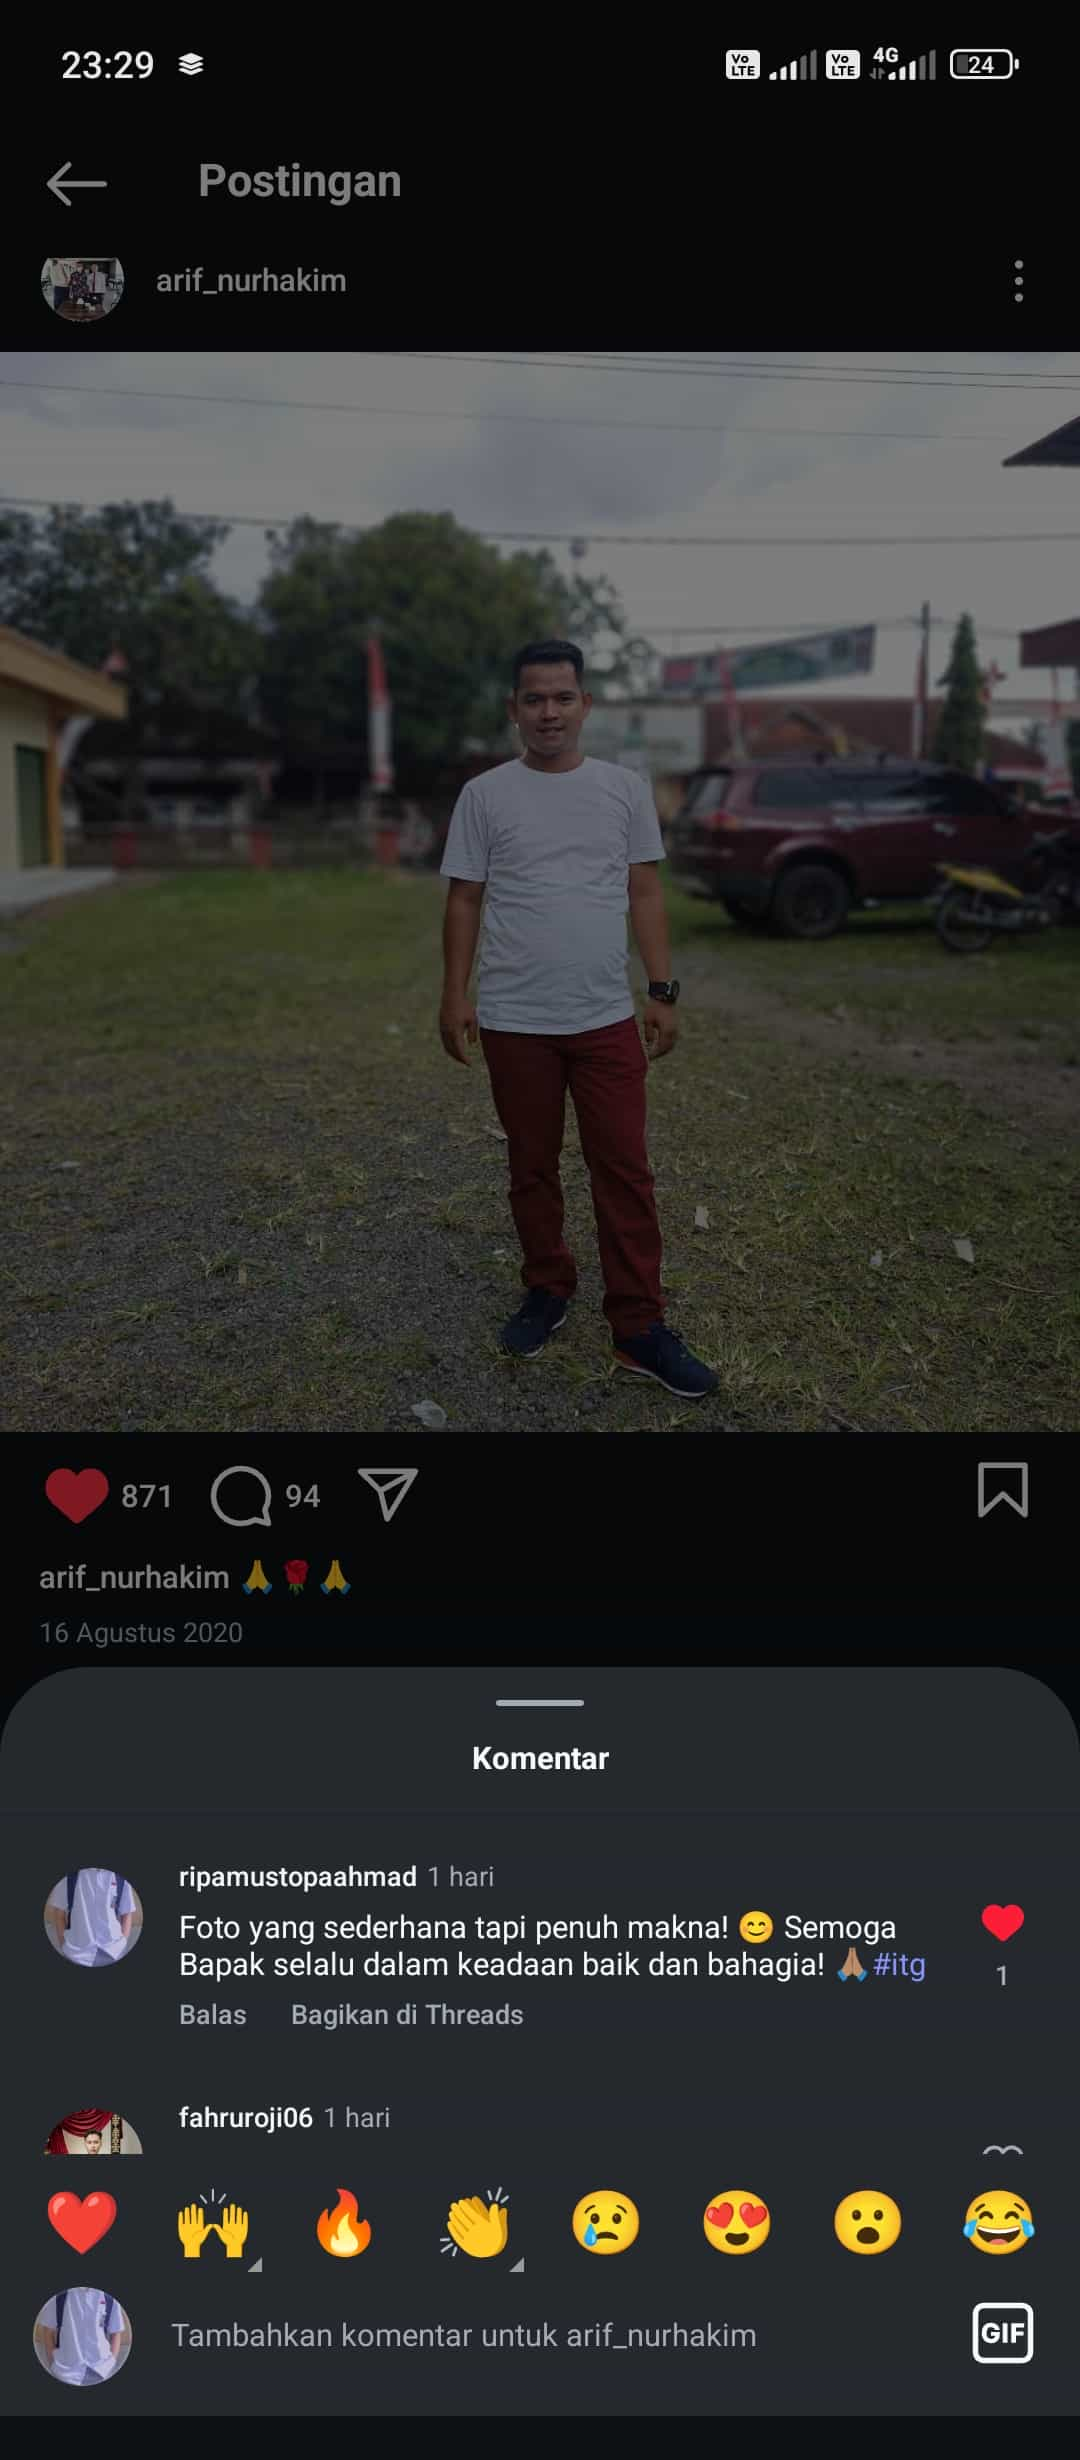 23:29
Vo LTE Vo LTE 4G 24
Postingan
arif_nurhakim
871 94
arif_nurhakim 🙏🌹🙏
16 Agustus 2020
Komentar
ripamustopaahmad 1 hari
Foto yang sederhana tapi penuh makna! 😊 Semoga
Bapak selalu dalam keadaan baik dan bahagia! 🙏🏽#itg
1
Balas Bagikan di Threads
fahruroji06 1 hari
Tambahkan komentar untuk arif_nurhakim
GIF